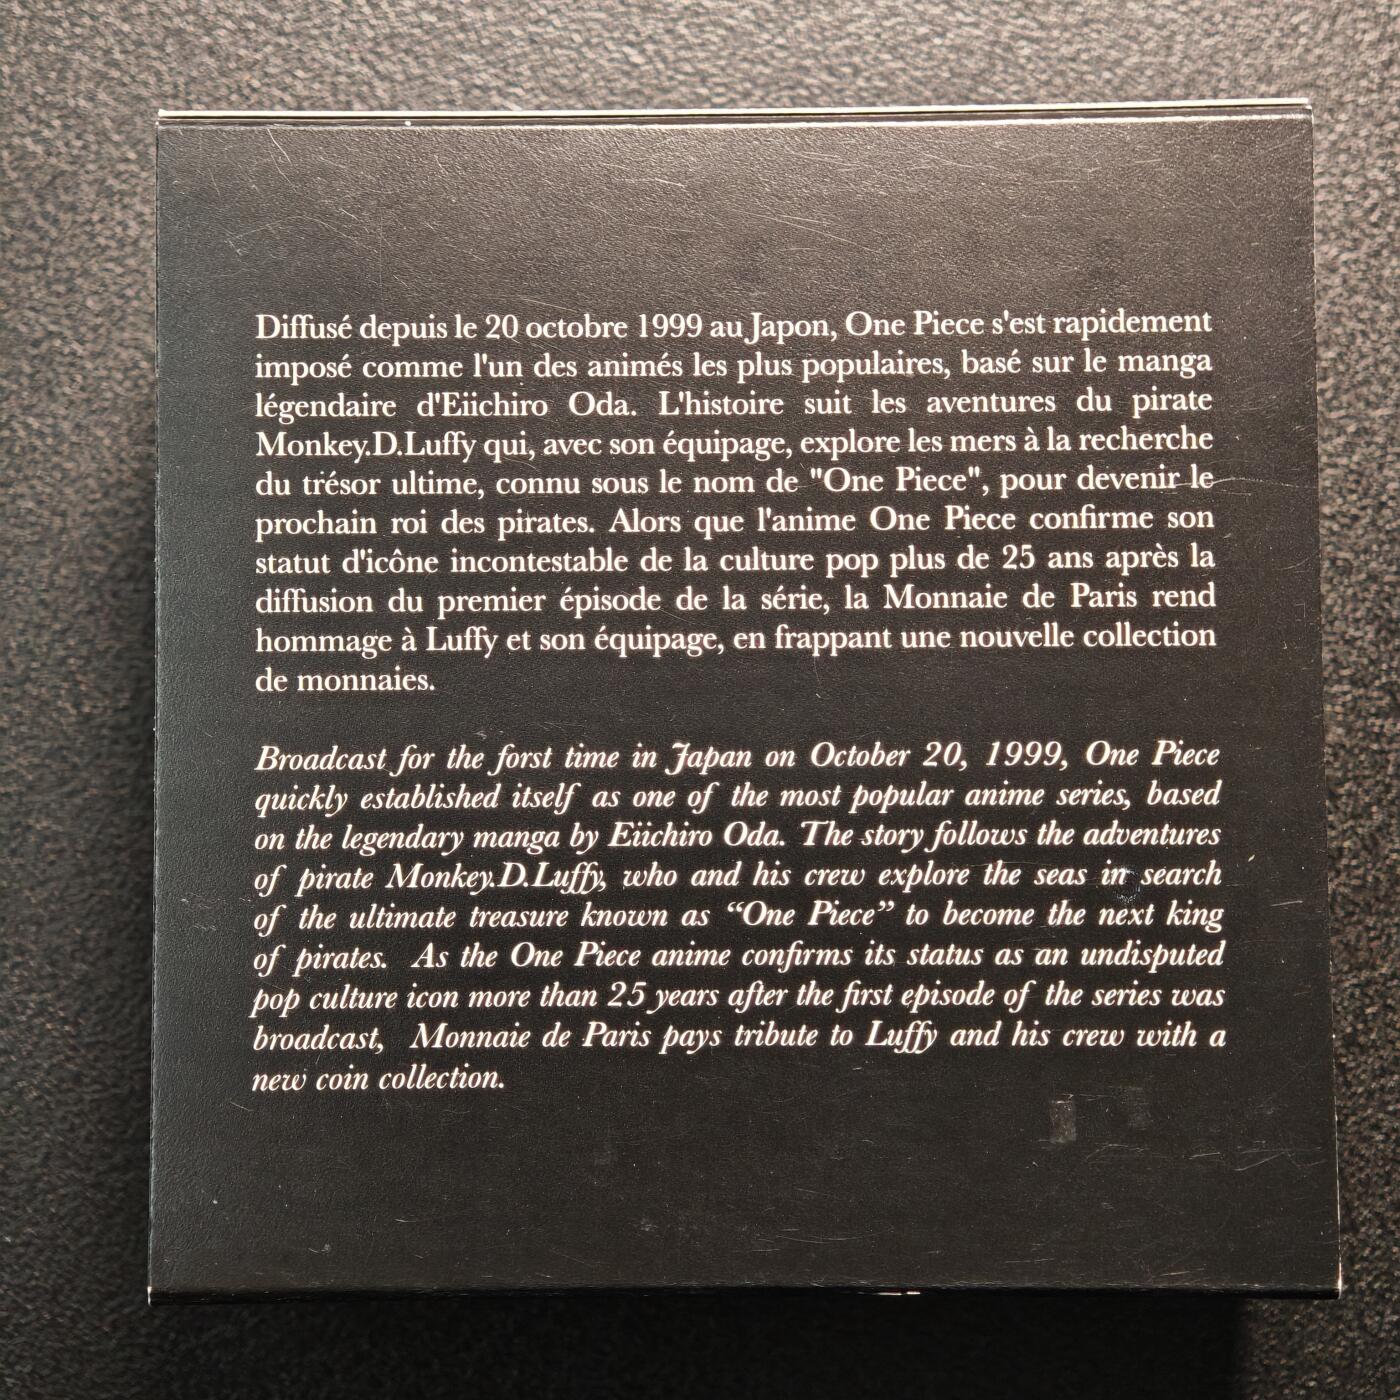 Diffusé depuis le 20 octobre 1999 au Japon, One Piece s'est rapidement
imposé comme l'un des animés les plus populaires, basé sur le manga
légendaire d'Eiichiro Oda. L'histoire suit les aventures du pirate
Monkey.D.Luffy qui, avec son équipage, explore les mers à la recherche
du trésor ultime, connu sous le nom de "One Piece", pour devenir le
prochain roi des pirates. Alors que l'anime One Piece confirme son
statut d'icône incontestable de la culture pop plus de 25 ans après la
diffusion du premier épisode de la série, la Monnaie de Paris rend
hommage à Luffy et son équipage, en frappant une nouvelle collection
de monnaies.
Broadcast for the forst time in Japan on October 20, 1999, One Piece
quickly established itself as one of the most popular anime series, based
on the legendary manga by Eiichiro Oda. The story follows the adventures
of pirate Monkey.D.Luffy, who and his crew explore the seas in search
of the ultimate treasure known as “One Piece” to become the next king
of pirates. As the One Piece anime confirms its status as an undisputed
pop culture icon more than 25 years after the first episode of the series was
broadcast, Monnaie de Paris pays tribute to Luffy and his crew with a
new coin collection.